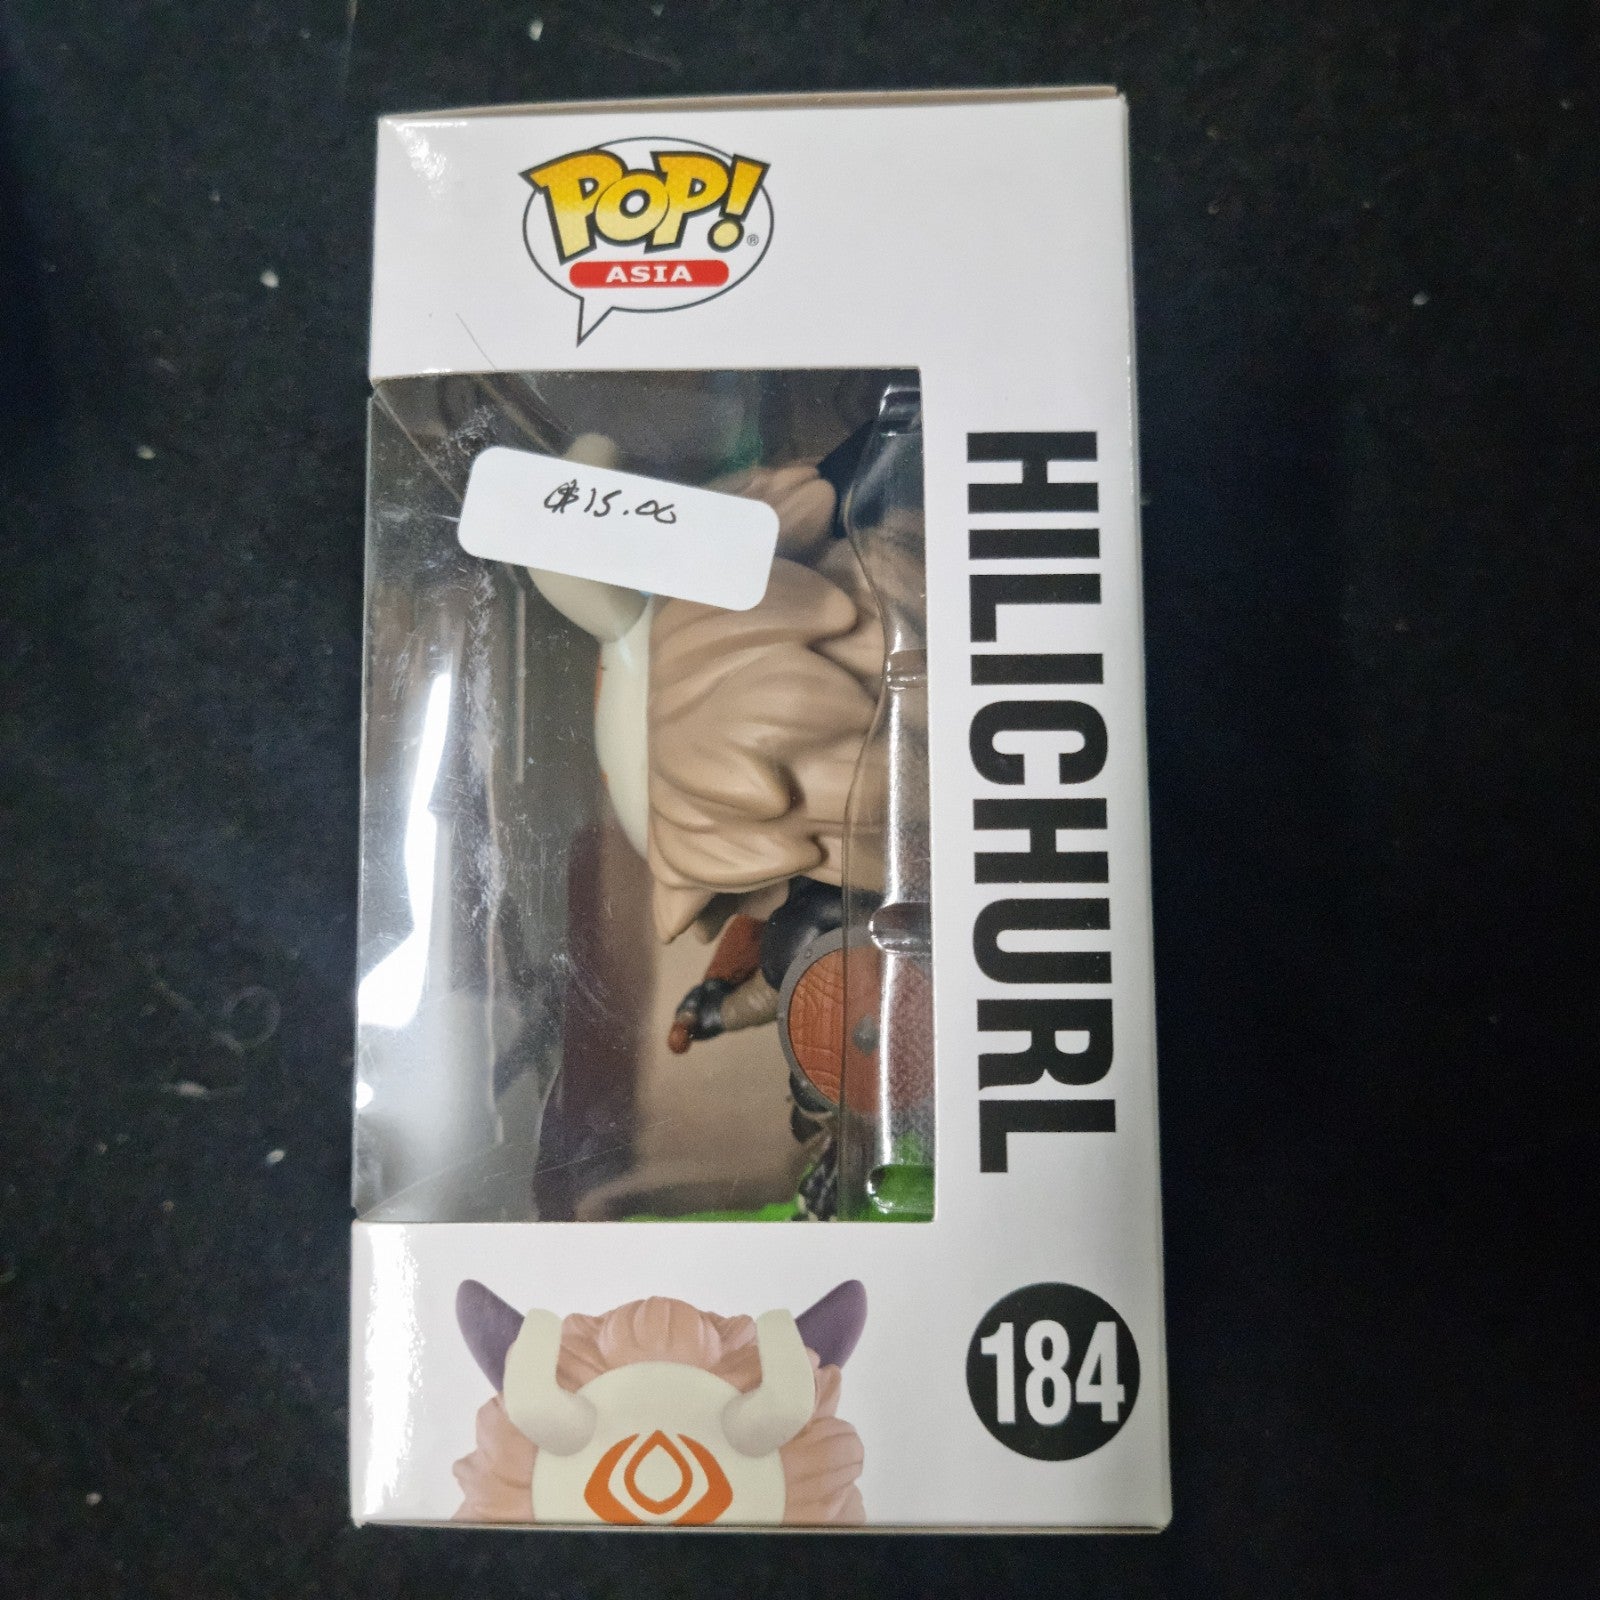 POP!®
ASIA
$15.00
HILICHURL
184